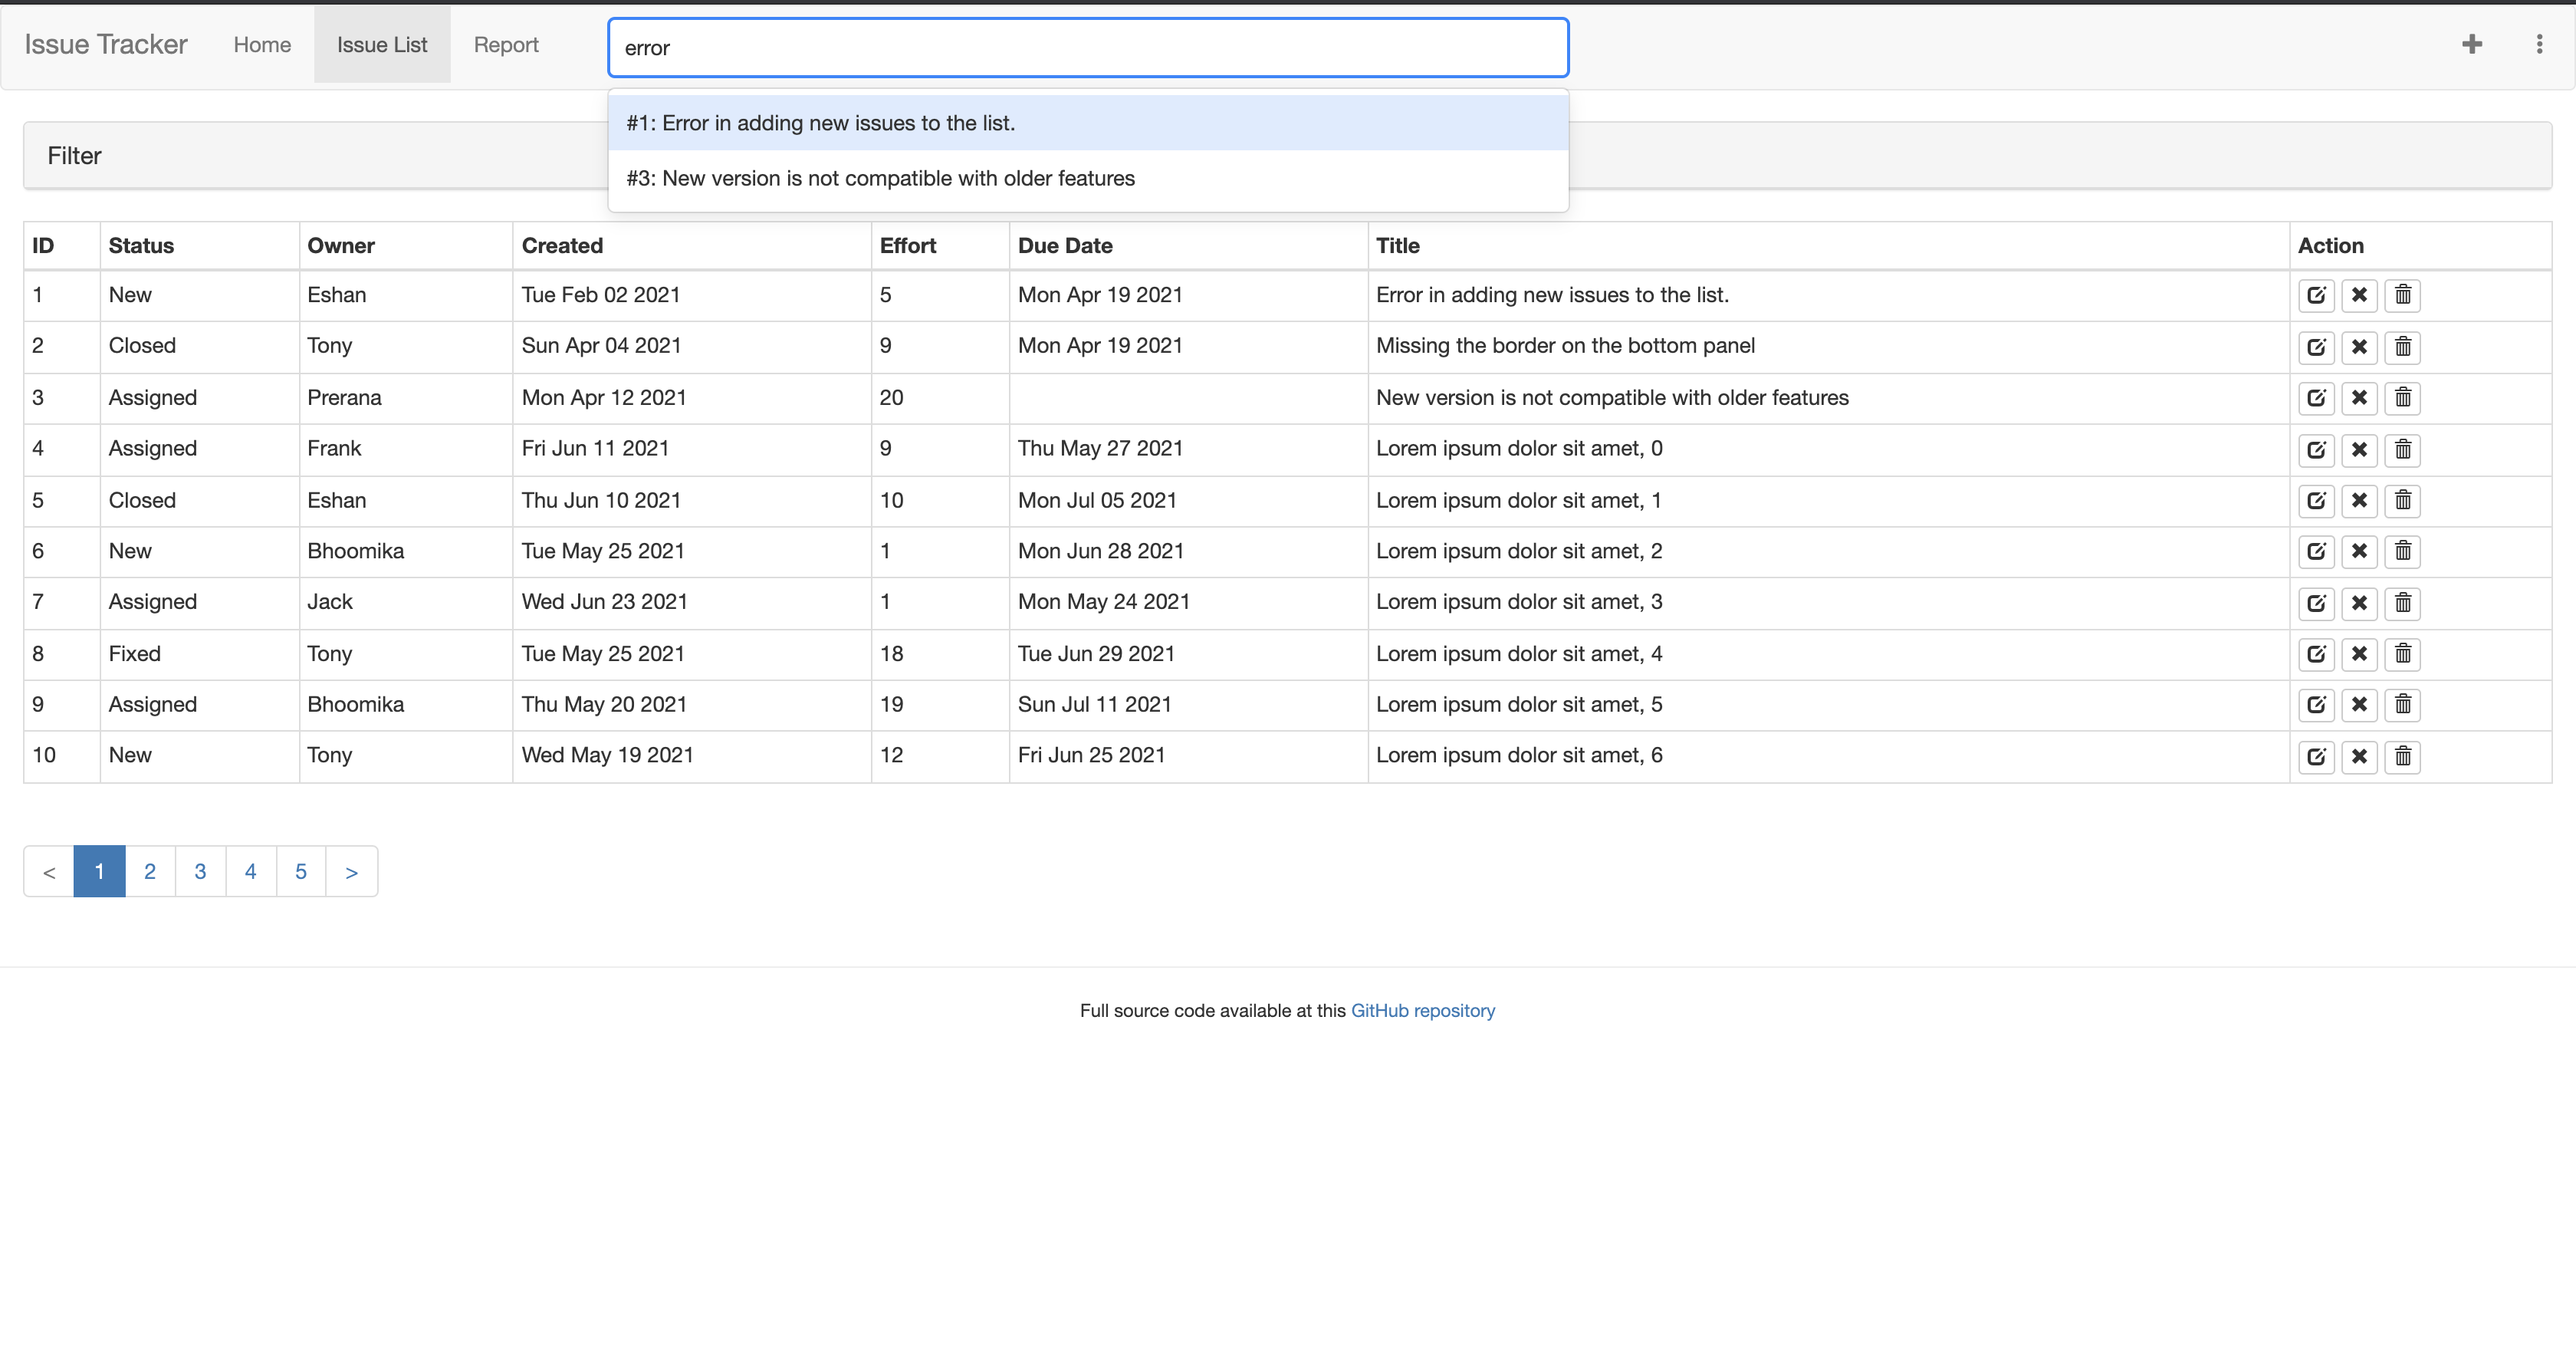 Issue Tracker Home Issue List Report error
#1: Error in adding new issues to the list.
Filter
#3: New version is not compatible with older features
ID Status Owner Created Effort Due Date Title Action
1 New Eshan Tue Feb 02 2021 5 Mon Apr 19 2021 Error in adding new issues to the list.
2 Closed Tony Sun Apr 04 2021 9 Mon Apr 19 2021 Missing the border on the bottom panel
3 Assigned Prerana Mon Apr 12 2021 20 New version is not compatible with older features
4 Assigned Frank Fri Jun 11 2021 9 Thu May 27 2021 Lorem ipsum dolor sit amet, 0
5 Closed Eshan Thu Jun 10 2021 10 Mon Jul 05 2021 Lorem ipsum dolor sit amet, 1
6 New Bhoomika Tue May 25 2021 1 Mon Jun 28 2021 Lorem ipsum dolor sit amet, 2
7 Assigned Jack Wed Jun 23 2021 1 Mon May 24 2021 Lorem ipsum dolor sit amet, 3
8 Fixed Tony Tue May 25 2021 18 Tue Jun 29 2021 Lorem ipsum dolor sit amet, 4
9 Assigned Bhoomika Thu May 20 2021 19 Sun Jul 11 2021 Lorem ipsum dolor sit amet, 5
10 New Tony Wed May 19 2021 12 Fri Jun 25 2021 Lorem ipsum dolor sit amet, 6
< 1 2 3 4 5 >
Full source code available at this GitHub repository